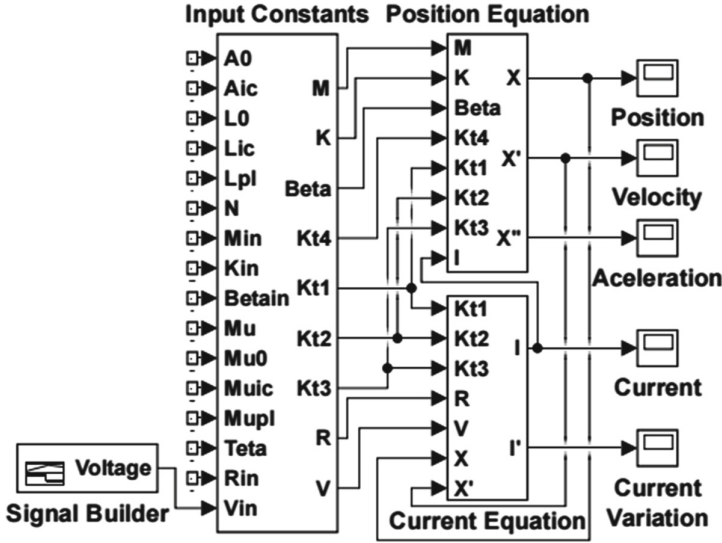 Input Constants
Position Equation
A0
Aic
L0
Lic
Lpl
N
Min
Kin
Betain
Mu
Mu0
Muic
Mupl
Teta
Rin
Vin
M
K
Beta
Kt4
Kt1
Kt2
Kt3
R
V
M
K
Beta
Kt4
Kt1
Kt2
Kt3
I
X
X'
X"
Position
Velocity
Aceleration
Kt1
Kt2
Kt3
R
V
X
X'
I
I'
Current
Current
Variation
Current Equation
Voltage
Signal Builder